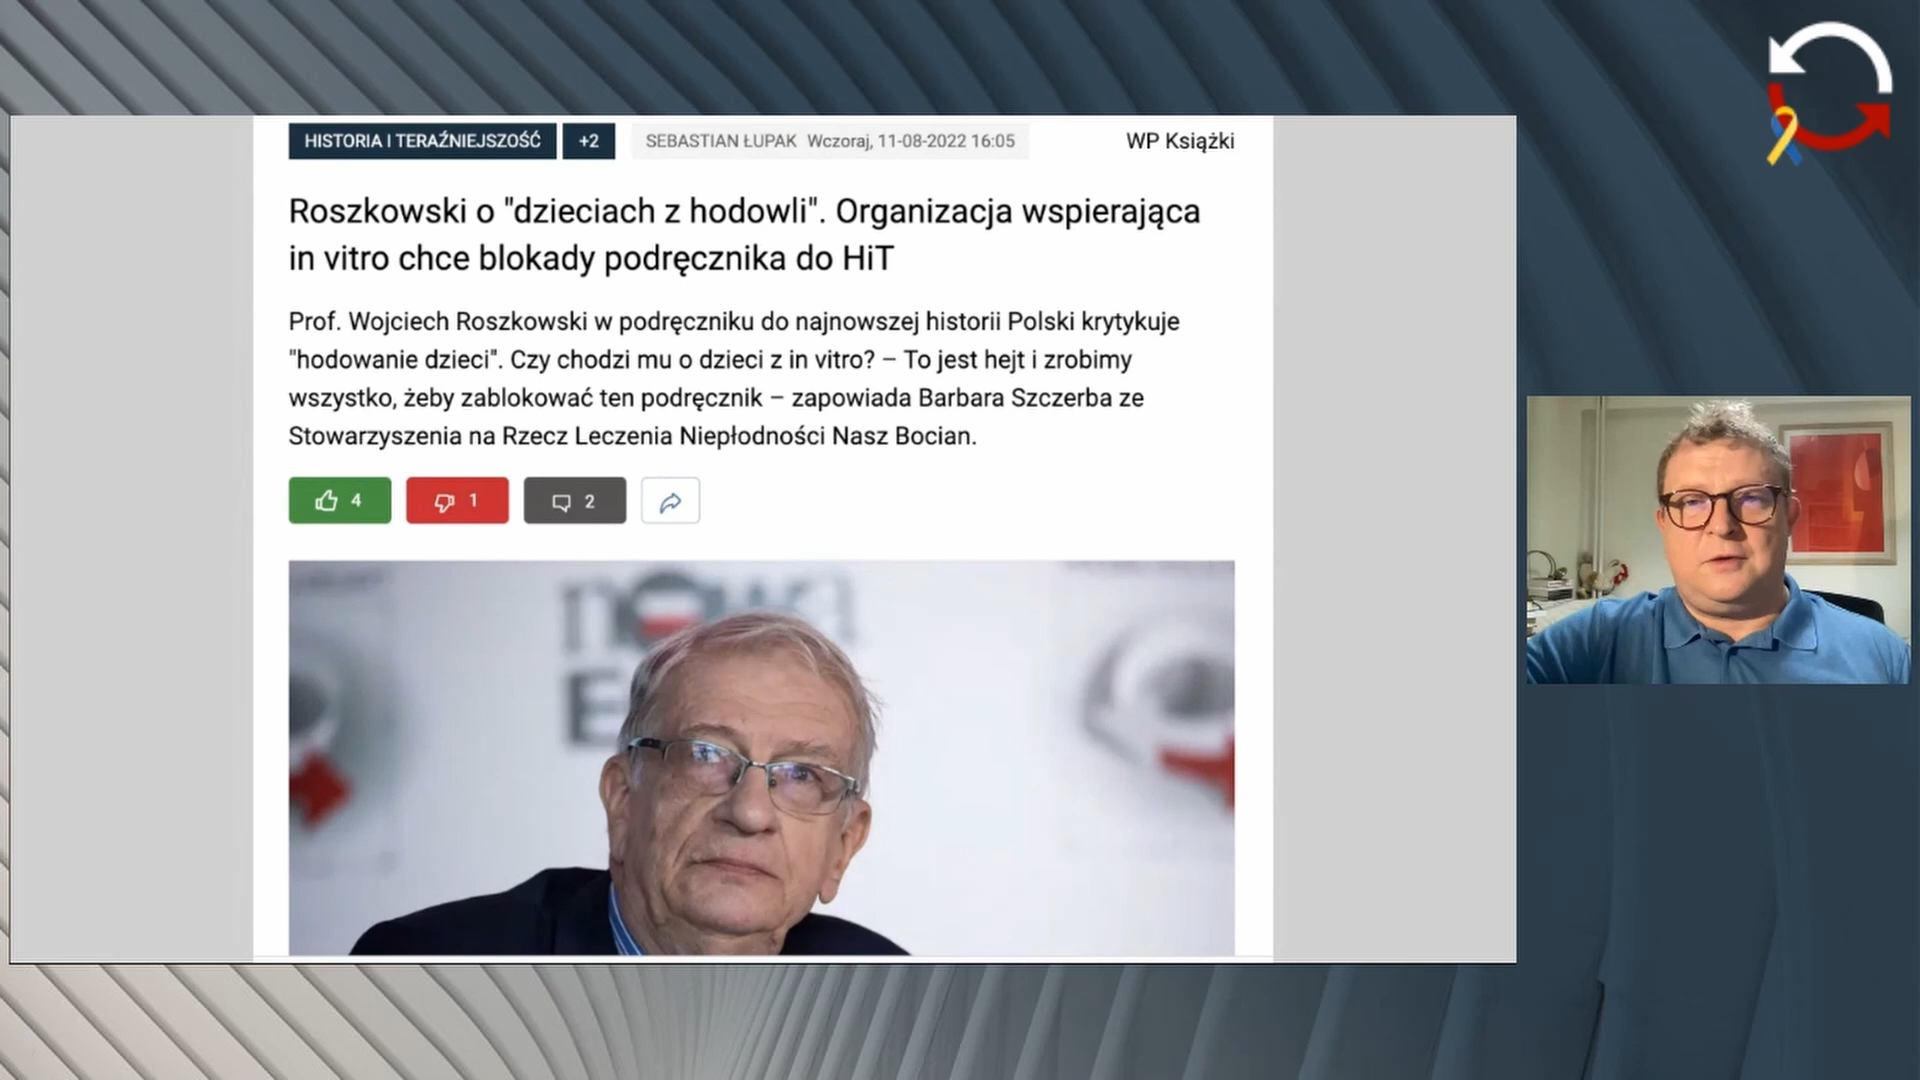 HISTORIA I TERAŹNIEJSZOŚĆ +2 SEBASTIAN ŁUPAK Wczoraj, 11-08-2022 16:05 WP Książki
Roszkowski o "dzieciach z hodowli". Organizacja wspierająca
in vitro chce blokady podręcznika do HiT
Prof. Wojciech Roszkowski w podręczniku do najnowszej historii Polski krytykuje
"hodowanie dzieci". Czy chodzi mu o dzieci z in vitro? – To jest hejt i zrobimy
wszystko, żeby zablokować ten podręcznik – zapowiada Barbara Szczerba ze
Stowarzyszenia na Rzecz Leczenia Niepłodności Nasz Bocian.
4 1 2